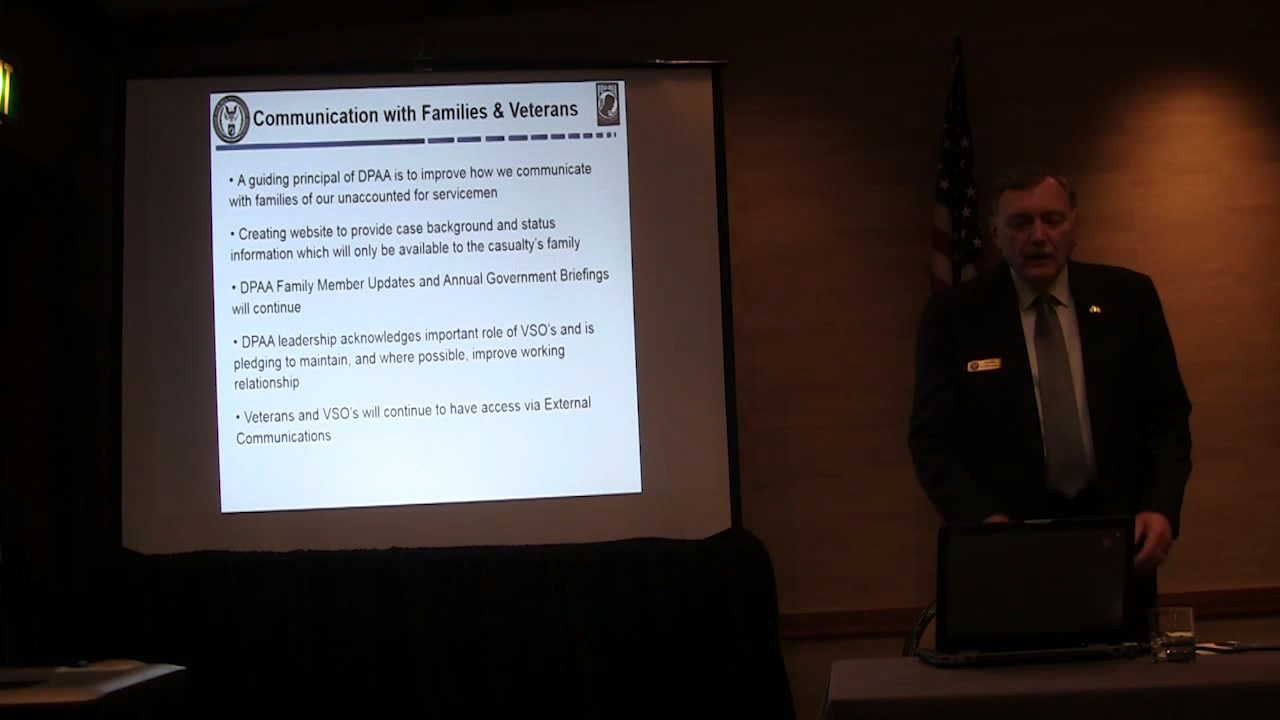 Communication with Families & Veterans
• A guiding principal of DPAA is to improve how we communicate
with families of our unaccounted for servicemen
• Creating website to provide case background and status
information which will only be available to the casualty's family
• DPAA Family Member Updates and Annual Government Briefings
will continue
• DPAA leadership acknowledges important role of VSO's and is
pledging to maintain, and where possible, improve working
relationship
• Veterans and VSO's will continue to have access via External
Communications